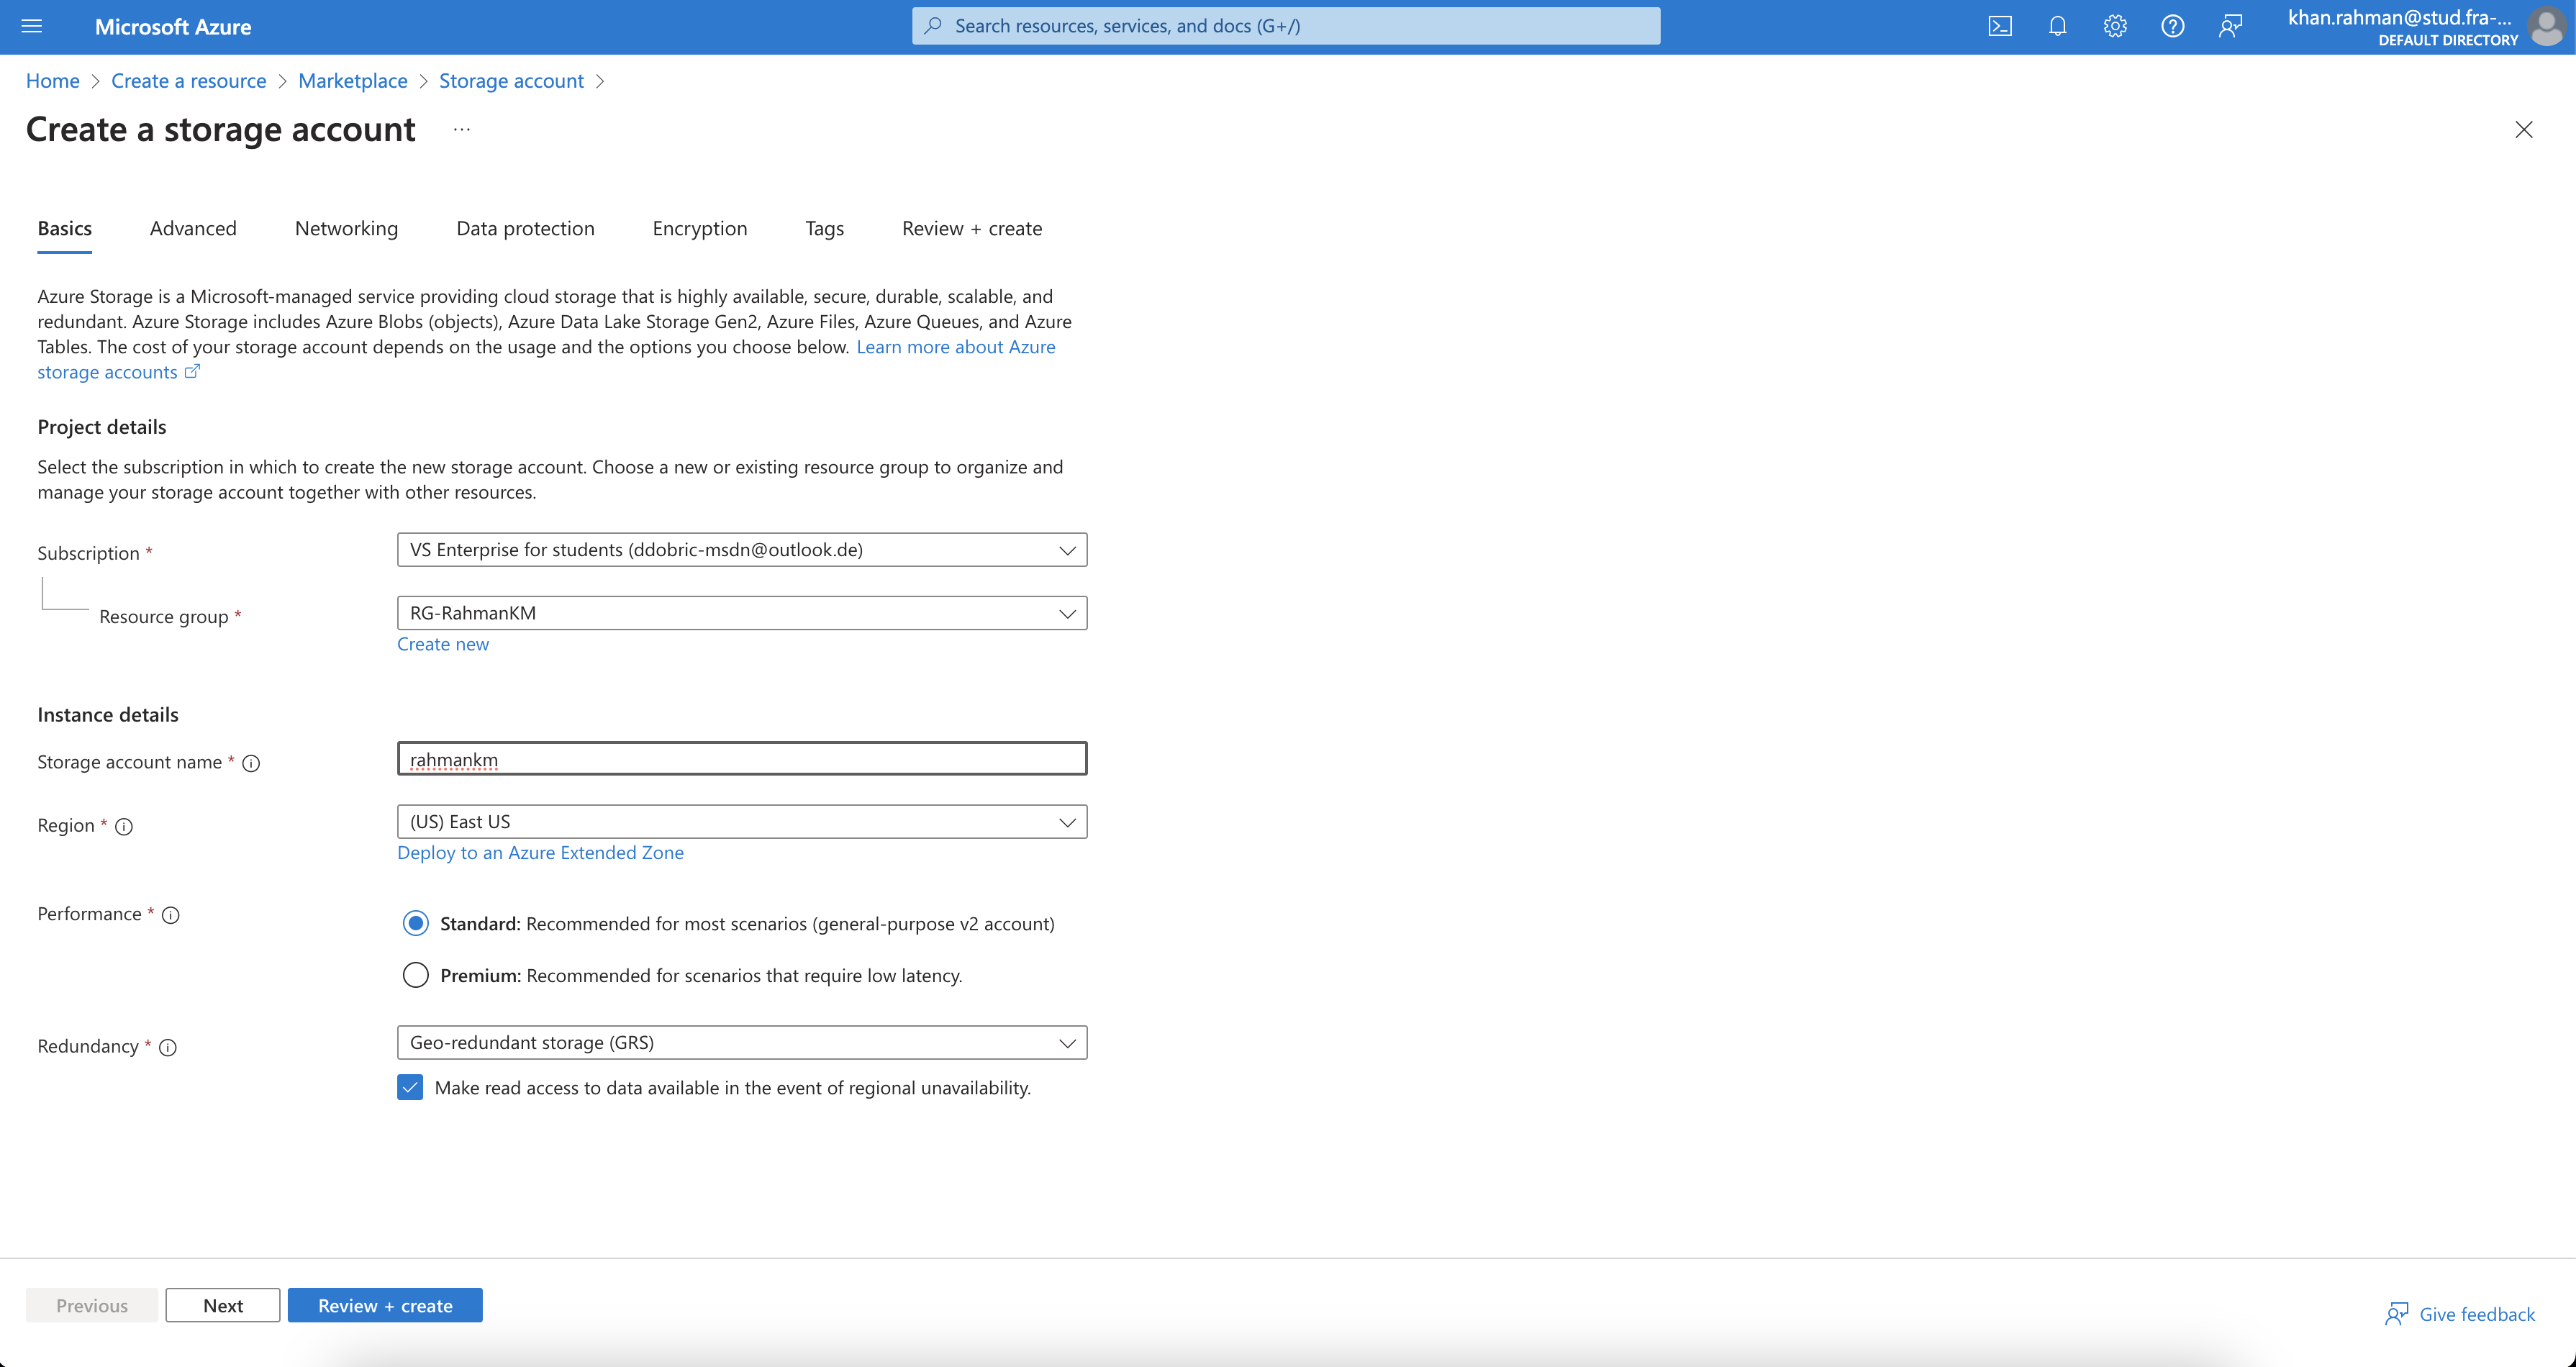 Microsoft Azure
Search resources, services, and docs (G+/)
khan.rahman@stud.fra-...
DEFAULT DIRECTORY
Home > Create a resource > Marketplace > Storage account >
Create a storage account ...
Basics Advanced Networking Data protection Encryption Tags Review + create
Azure Storage is a Microsoft-managed service providing cloud storage that is highly available, secure, durable, scalable, and
redundant. Azure Storage includes Azure Blobs (objects), Azure Data Lake Storage Gen2, Azure Files, Azure Queues, and Azure
Tables. The cost of your storage account depends on the usage and the options you choose below. Learn more about Azure
storage accounts
Project details
Select the subscription in which to create the new storage account. Choose a new or existing resource group to organize and
manage your storage account together with other resources.
Subscription * VS Enterprise for students (ddobric-msdn@outlook.de)
Resource group * RG-RahmanKM
Create new
Instance details
Storage account name * rahmankm
Region * (US) East US
Deploy to an Azure Extended Zone
Performance * Standard: Recommended for most scenarios (general-purpose v2 account)
Premium: Recommended for scenarios that require low latency.
Redundancy * Geo-redundant storage (GRS)
Make read access to data available in the event of regional unavailability.
Previous Next Review + create
Give feedback